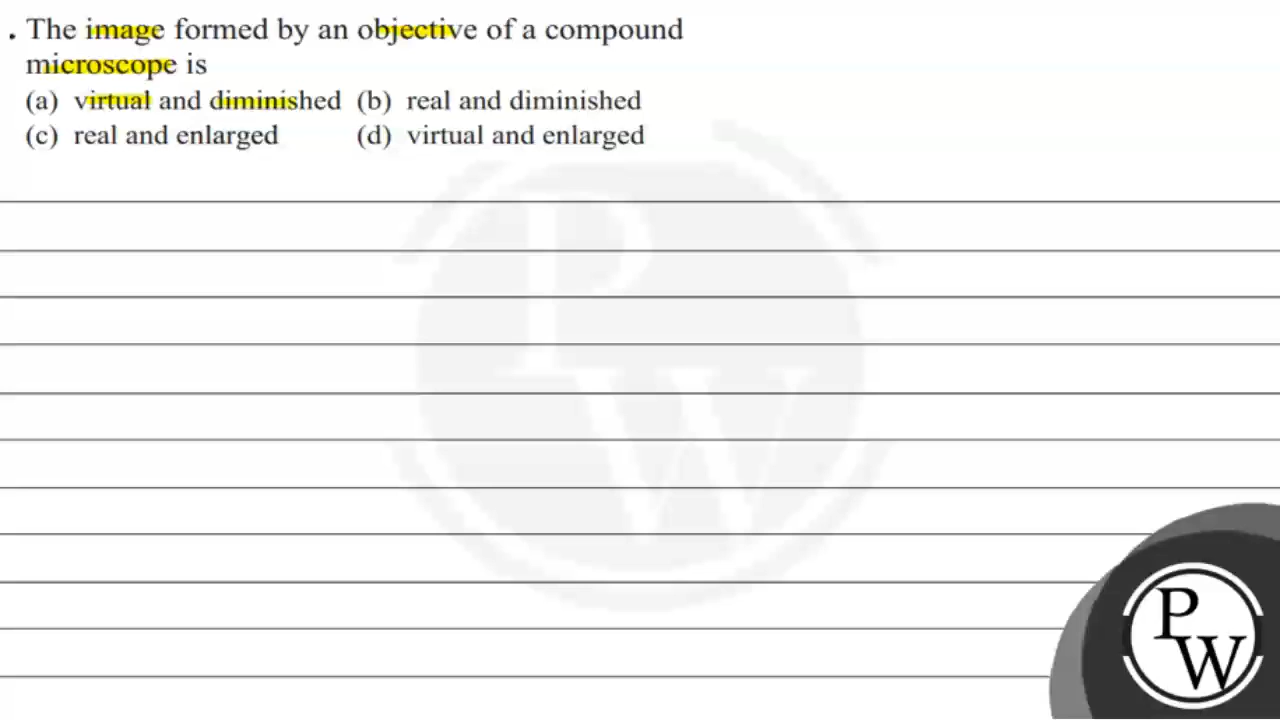 . The image formed by an objective of a compound
microscope is
(a) virtual and diminished (b) real and diminished
(c) real and enlarged (d) virtual and enlarged
P
W
P
W